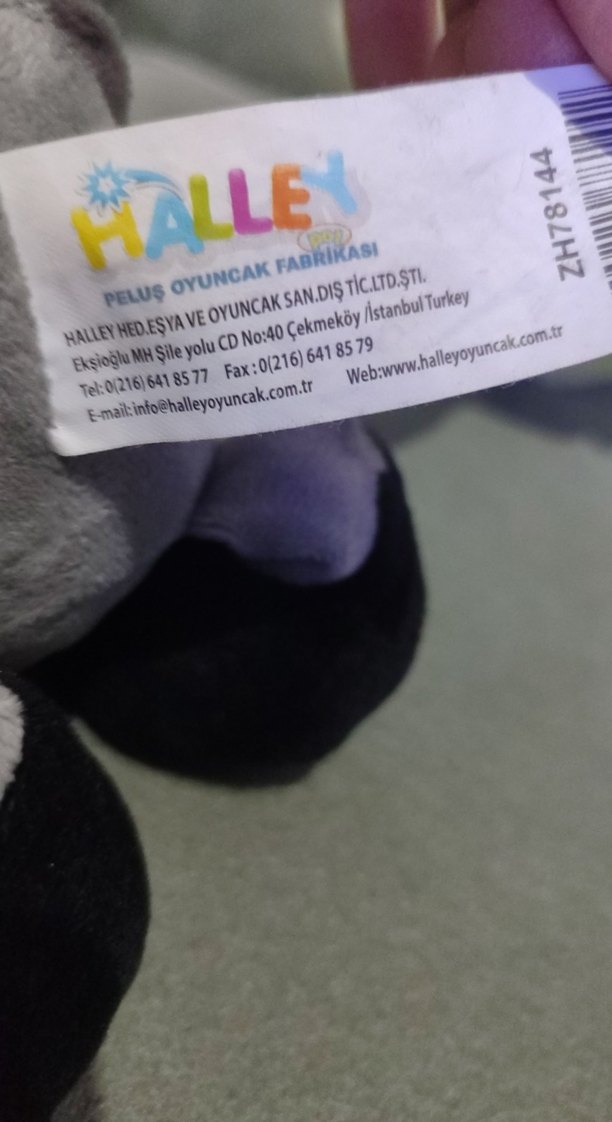 HALLEY
PELUŞ OYUNCAK FABRİKASI
HALLEY HED.EŞYA VE OYUNCAK SAN.DIŞ TİC.LTD.ŞTI.
Ekşioğlu MH Şile yolu CD No:40 Çekmeköy /İstanbul Turkey
Tel: 0(216) 641 85 77 Fax : 0(216) 641 85 79
E-mail: info@halleyoyuncak.com.tr Web:www.halleyoyuncak.com.tr
ZH78144